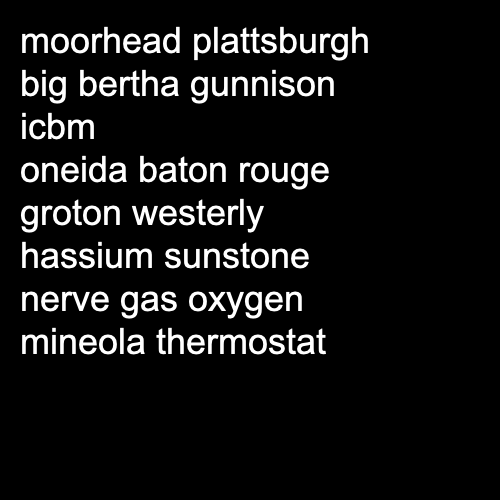 moorhead plattsburgh
big bertha gunnison
icbm
oneida baton rouge
groton westerly
hassium sunstone
nerve gas oxygen
mineola thermostat